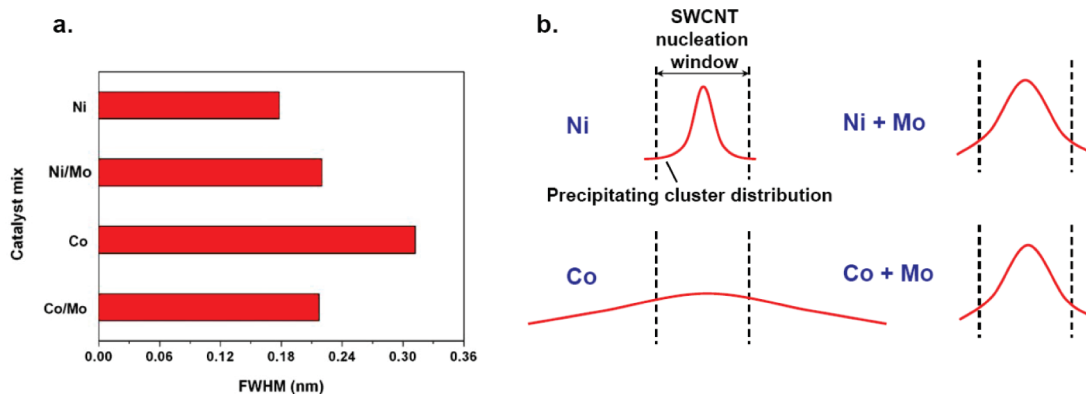 a.
Catalyst mix
Ni
Ni/Mo
Co
Co/Mo
0.00 0.06 0.12 0.18 0.24 0.30 0.36
FWHM (nm)
b.
SWCNT
nucleation
window
Ni
Precipitating cluster distribution
Ni + Mo
Co
Co + Mo